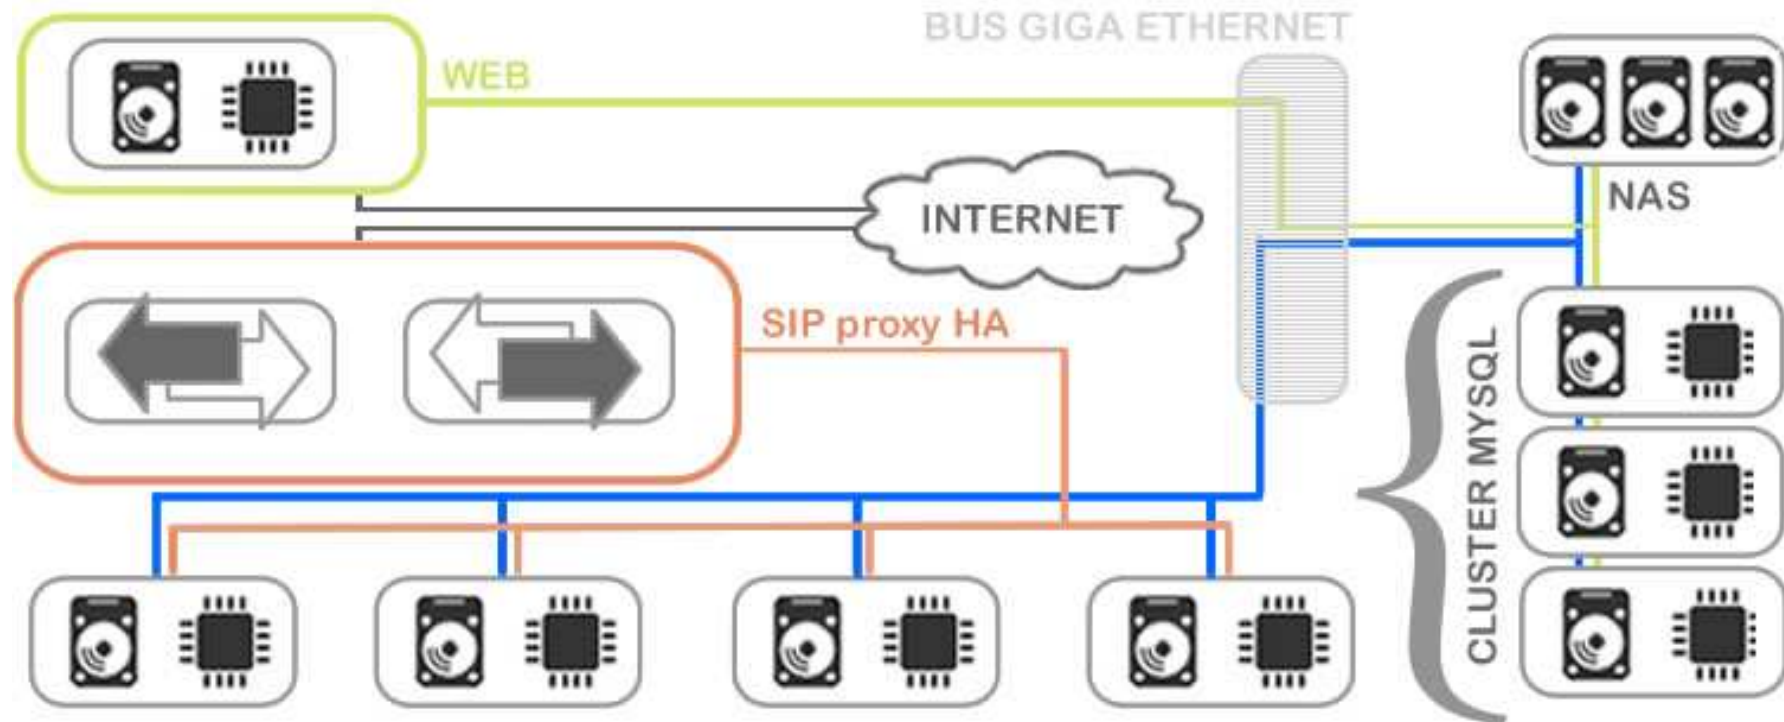 BUS GIGA ETHERNET
WEB
NAS
INTERNET
SIP proxy HA
CLUSTER MYSQL